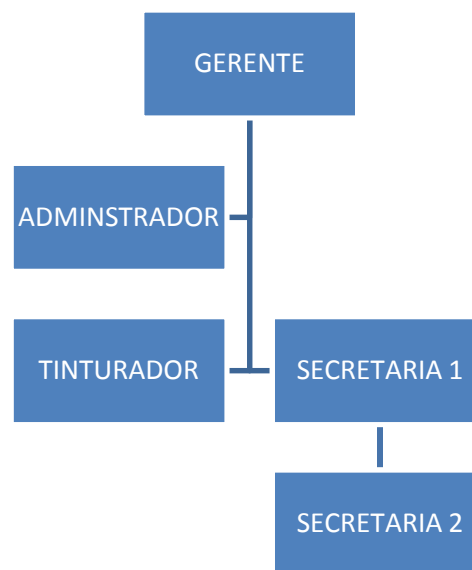 GERENTE
ADMINSTRADOR
TINTURADOR
SECRETARIA 1
SECRETARIA 2